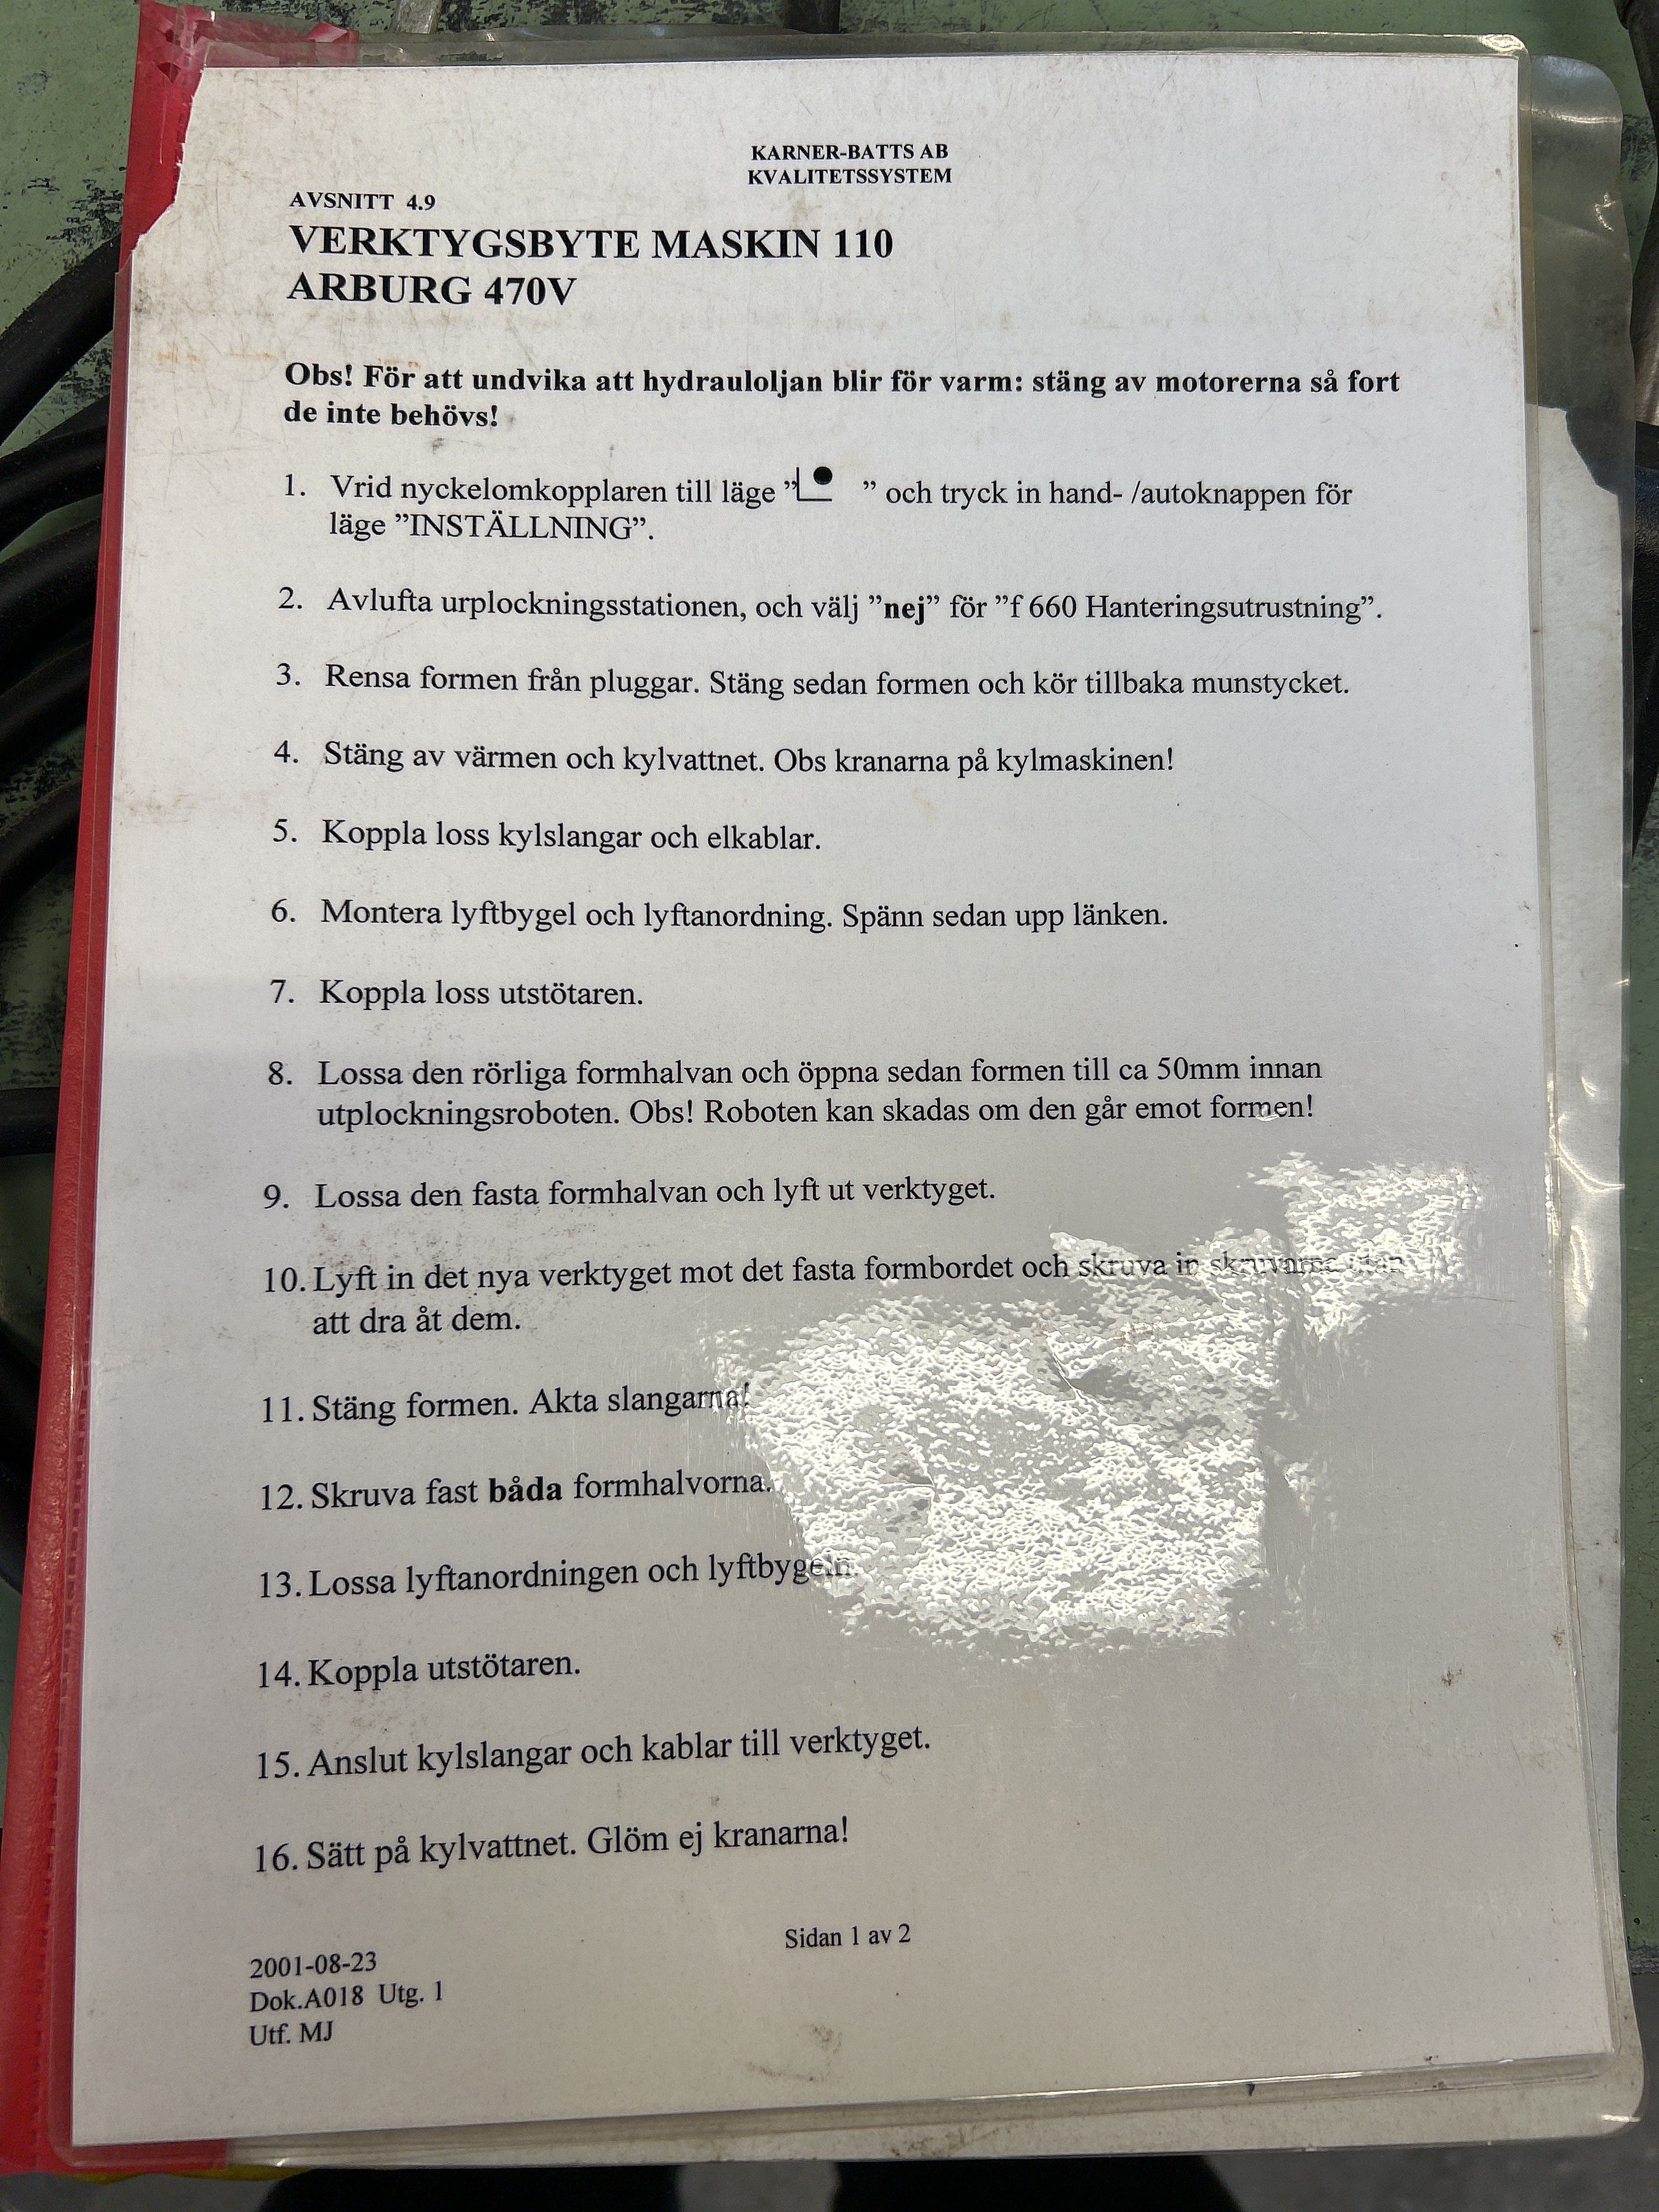 KARNER-BATTS AB
KVALITETSSYSTEM
AVSNITT 4.9
VERKTYGSBYTE MASKIN 110
ARBURG 470V
Obs! För att undvika att hydrauloljan blir för varm: stäng av motorerna så fort
de inte behövs!
1. Vrid nyckelomkopplaren till läge ” ” och tryck in hand- /autoknappen för
läge ”INSTÄLLNING”.
2. Avlufta urplockningsstationen, och välj ”nej” för ”f 660 Hanteringsutrustning”.
3. Rensa formen från pluggar. Stäng sedan formen och kör tillbaka munstycket.
4. Stäng av värmen och kylvattnet. Obs kranarna på kylmaskinen!
5. Koppla loss kylslangar och elkablar.
6. Montera lyftbygel och lyftanordning. Spänn sedan upp länken.
7. Koppla loss utstötaren.
8. Lossa den rörliga formhalvan och öppna sedan formen till ca 50mm innan
utplockningsroboten. Obs! Roboten kan skadas om den går emot formen!
9. Lossa den fasta formhalvan och lyft ut verktyget.
10. Lyft in det nya verktyget mot det fasta formbordet och skruva in skruvarna utan
att dra åt dem.
11. Stäng formen. Akta slangarna!
12. Skruva fast båda formhalvorna.
13. Lossa lyftanordningen och lyftbygeln.
14. Koppla utstötaren.
15. Anslut kylslangar och kablar till verktyget.
16. Sätt på kylvattnet. Glöm ej kranarna!
Sidan 1 av 2
2001-08-23
Dok.A018 Utg. 1
Utf. MJ